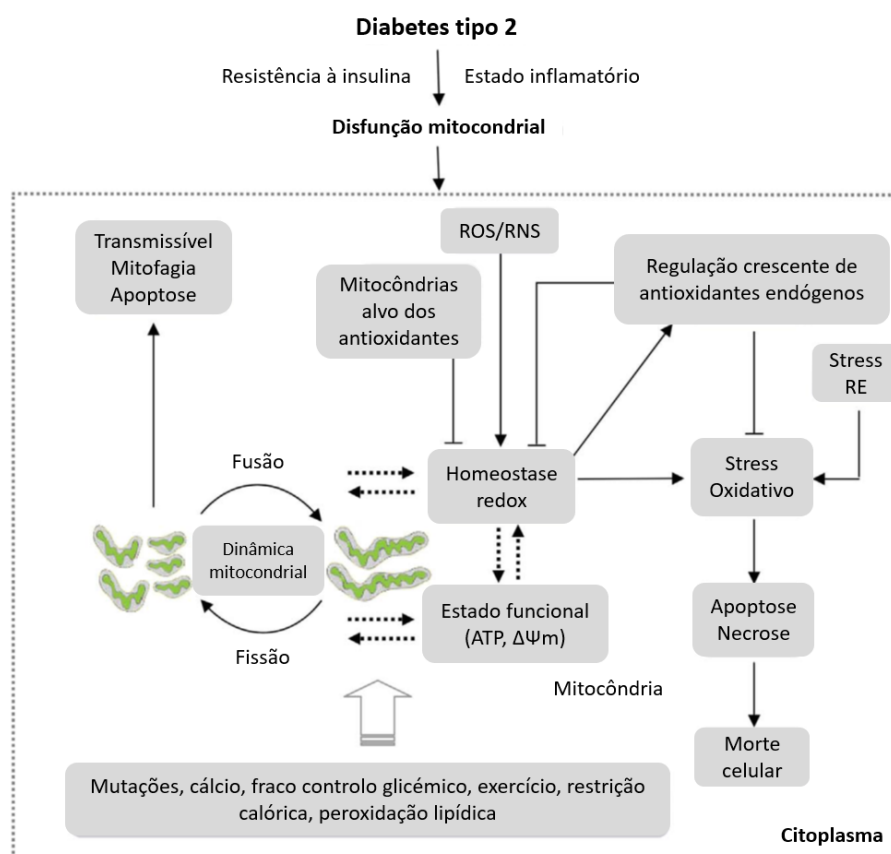 Diabetes tipo 2
Resistência à insulina
Estado inflamatório
Disfunção mitocondrial
Transmissível
Mitofagia
Apoptose
ROS/RNS
Mitocôndrias
alvo dos
antioxidantes
Regulação crescente de
antioxidantes endógenos
Stress
RE
Fusão
Homeostase
redox
Stress
Oxidativo
Dinâmica
mitocondrial
Fissão
Estado funcional
(ATP, ΔΨm)
Apoptose
Necrose
Mitocôndria
Morte
celular
Mutações, cálcio, fraco controlo glicémico, exercício, restrição
calórica, peroxidação lipídica
Citoplasma